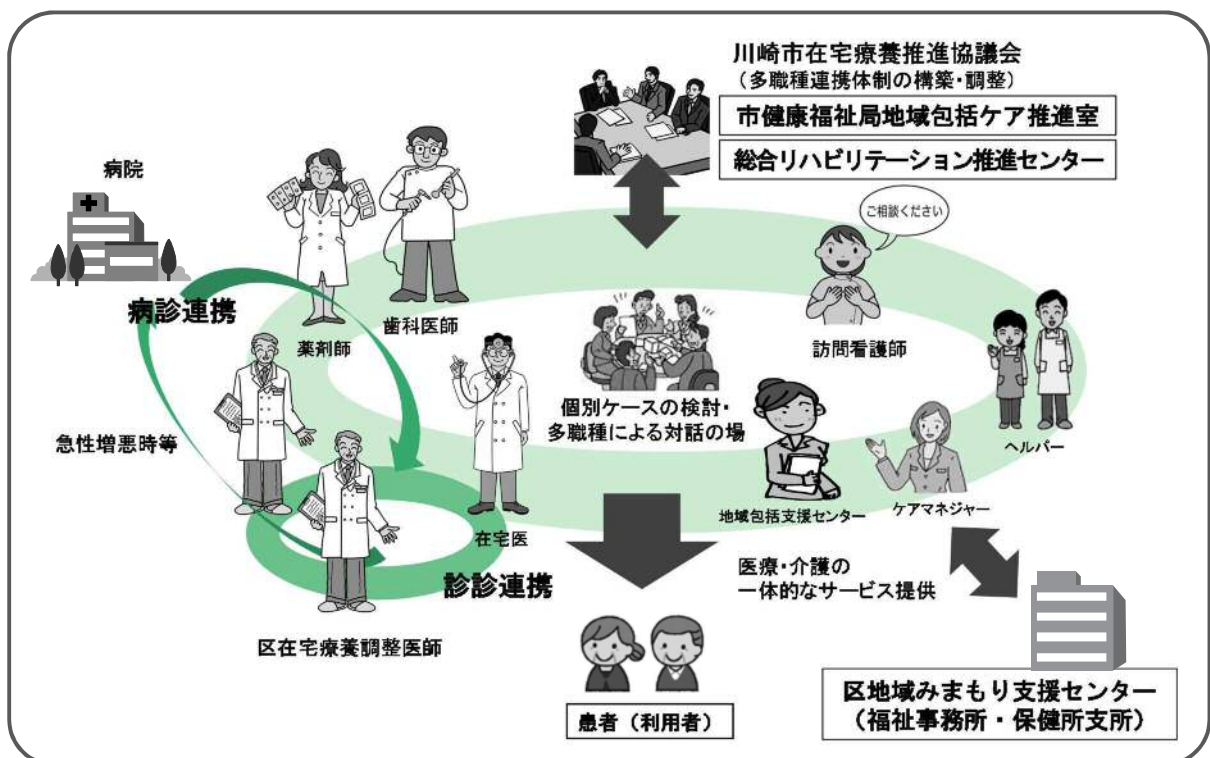 川崎市在宅療養推進協議会
（多職種連携体制の構築・調整）
市健康福祉局地域包括ケア推進室
総合リハビリテーション推進センター
病院
ご相談ください
病診連携
薬剤師
歯科医師
訪問看護師
急性増悪時等
個別ケースの検討・
多職種による対話の場
ヘルパー
在宅医
地域包括支援センター
ケアマネジャー
診診連携
医療・介護の
一体的なサービス提供
区在宅療養調整医師
患者（利用者）
区地域みまもり支援センター
（福祉事務所・保健所支所）